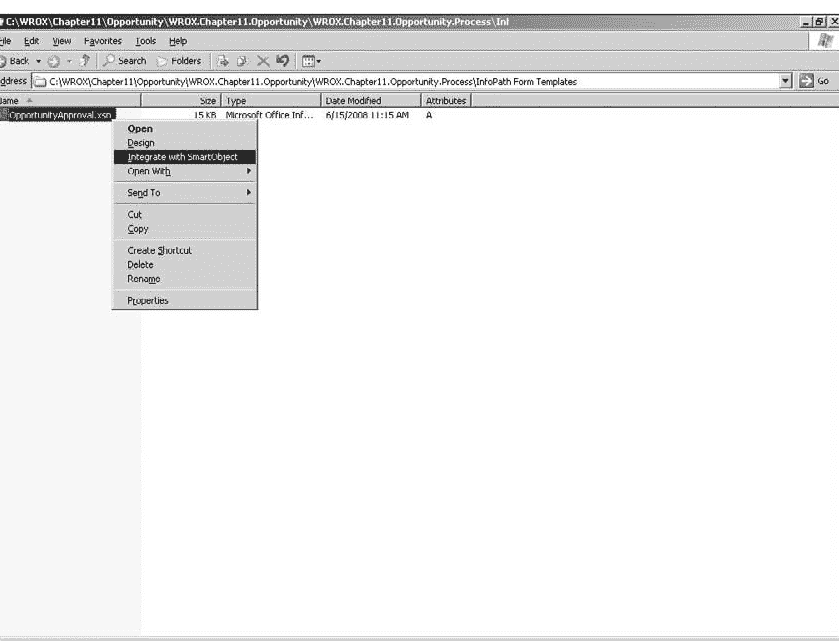 C:\WROX\Chapter11\Opportunity\WROX.Chapter11.Opportunity\WROX.Chapter11.Opportunity.Process\Inf
ile Edit View Favorites Tools Help
Back Search Folders
ddress C:\WROX\Chapter11\Opportunity\WROX.Chapter11.Opportunity\WROX.Chapter11.Opportunity.Process\InfoPath Form Templates Go
lame Size Type Date Modified Attributes
OpportunityApproval.xsn 15 KB Microsoft Office Inf... 6/15/2008 11:15 AM A
Open
Design
Integrate with SmartObject
Open With
Send To
Cut
Copy
Create Shortcut
Delete
Rename
Properties